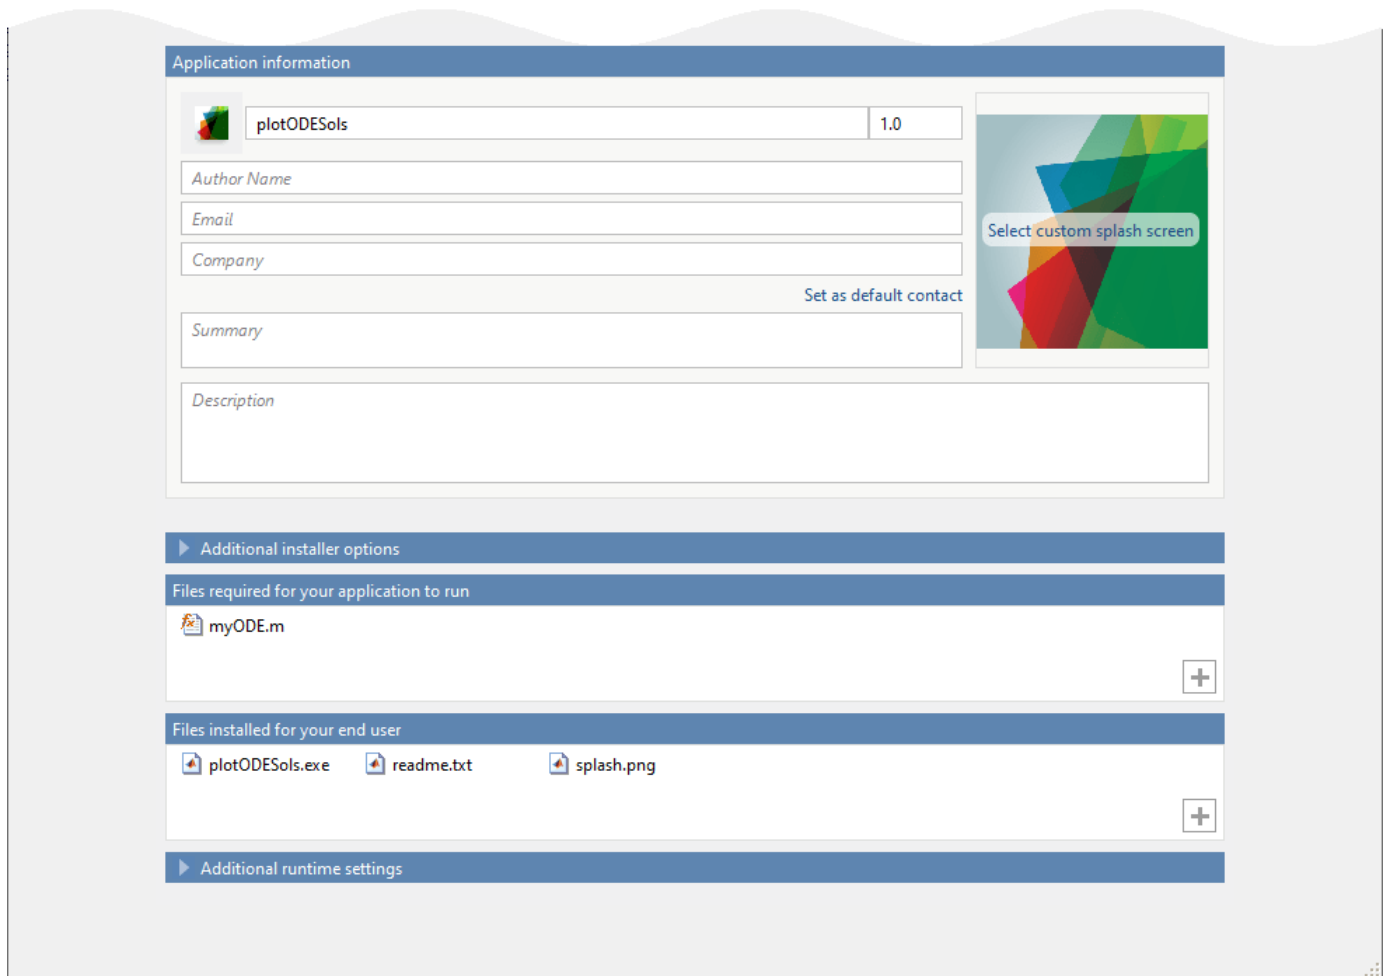 Application information
plotODESols 1.0
Author Name
Email
Select custom splash screen
Company
Set as default contact
Summary
Description
Additional installer options
Files required for your application to run
myODE.m
Files installed for your end user
plotODESols.exe readme.txt splash.png
Additional runtime settings